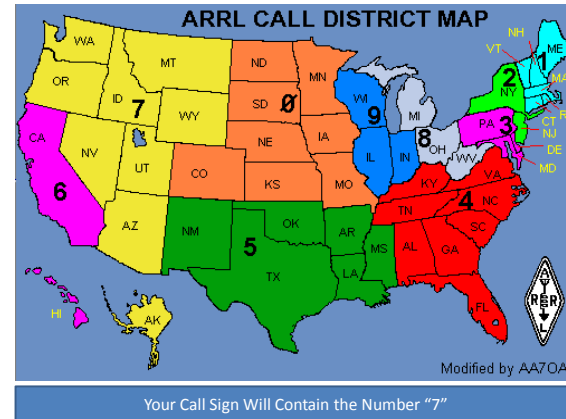 ARRL CALL DISTRICT MAP
NH
WA
VT
ME
MT
ND
MN
1
MA
OR
2
ID
7
SD
Ø
WI
9
NY
MI
WY
CT
PA
3
NJ
CA
IA
8
OH
DE
NE
NV
IL
IN
WV
MD
UT
VA
6
CO
KS
MO
KY
4
NC
TN
AZ
NM
OK
AR
SC
5
MS
AL
GA
TX
LA
HI
AK
FL
A
R R
L
Modified by AA7OA
Your Call Sign Will Contain the Number “7”